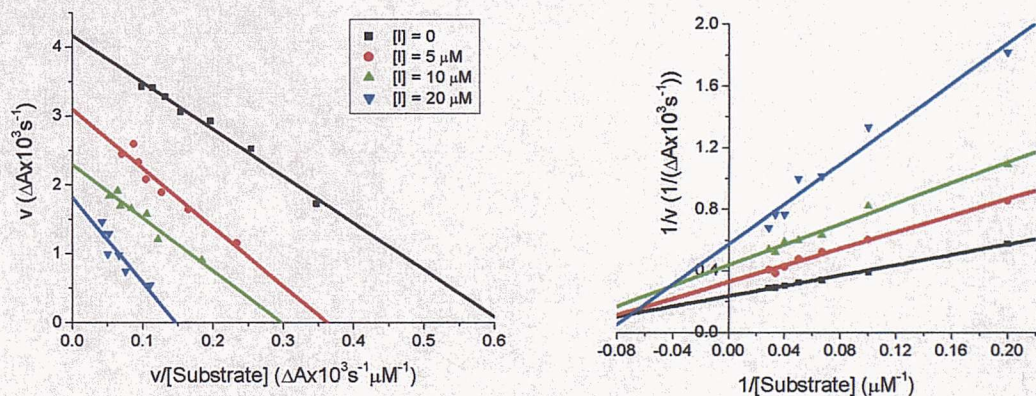 [I] = 0
[I] = 5 μM
[I] = 10 μM
[I] = 20 μM
v (ΔAx10³s⁻¹)
4
3
2
1
0
0.0 0.1 0.2 0.3 0.4 0.5 0.6
v/[Substrate] (ΔAx10³s⁻¹μM⁻¹)
1/v (1/(ΔAx10³s⁻¹))
2.0
1.6
1.2
0.8
0.4
0.0
-0.08 -0.04 0.00 0.04 0.08 0.12 0.16 0.20
1/[Substrate] (μM⁻¹)